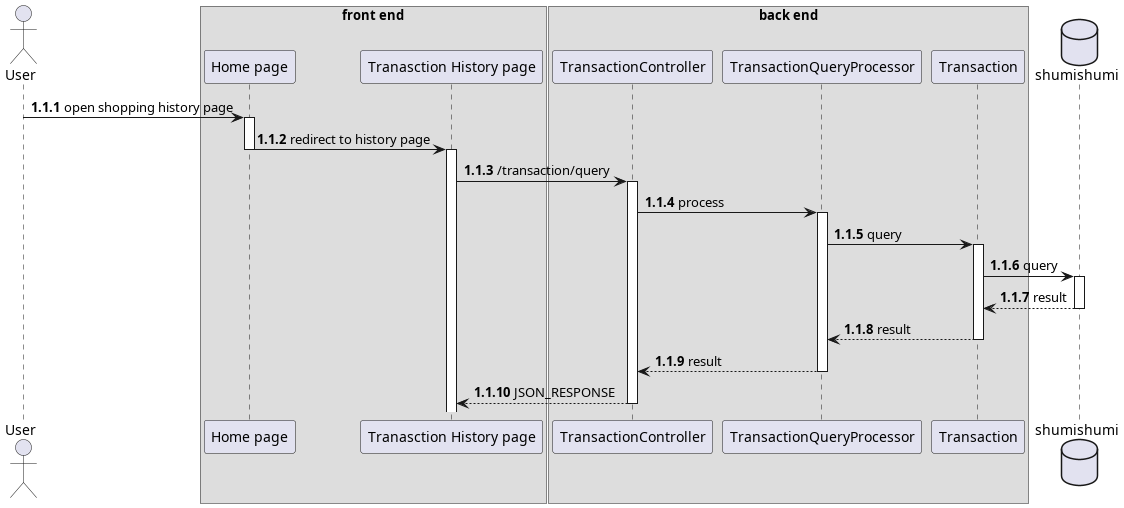 front end
back end
User
Home page
Tranasction History page
TransactionController
TransactionQueryProcessor
Transaction
shumishumi
1.1.1 open shopping history page
1.1.2 redirect to history page
1.1.3 /transaction/query
1.1.4 process
1.1.5 query
1.1.6 query
1.1.7 result
1.1.8 result
1.1.9 result
1.1.10 JSON_RESPONSE
User
Home page
Tranasction History page
TransactionController
TransactionQueryProcessor
Transaction
shumishumi